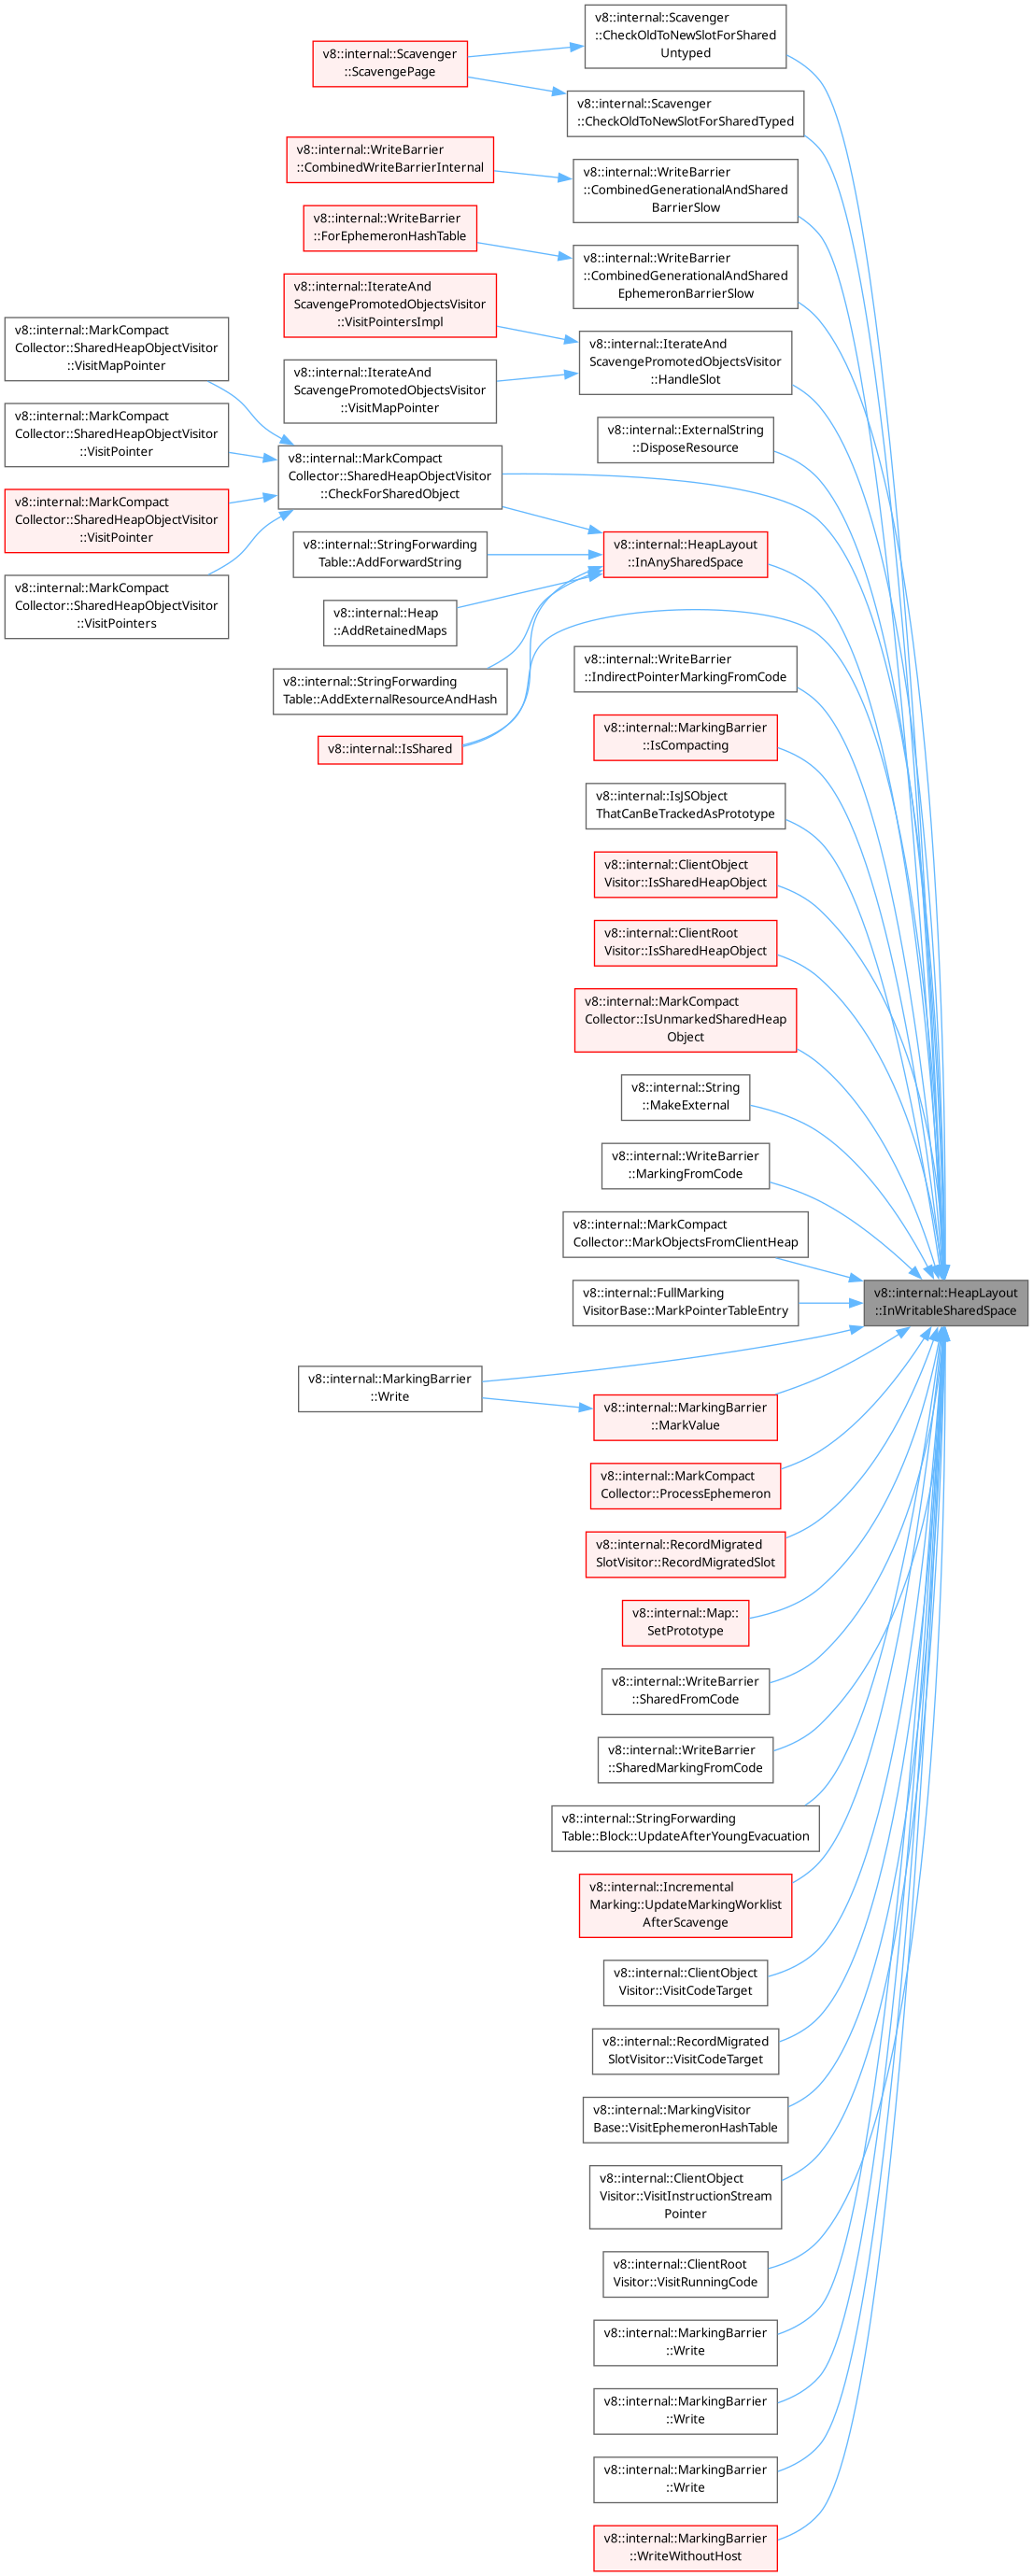 v8::internal::Scavenger
::CheckOldToNewSlotForShared
Untyped
v8::internal::Scavenger
::ScavengePage
v8::internal::Scavenger
::CheckOldToNewSlotForSharedTyped
v8::internal::WriteBarrier
::CombinedWriteBarrierInternal
v8::internal::WriteBarrier
::CombinedGenerationalAndShared
BarrierSlow
v8::internal::WriteBarrier
::ForEphemeronHashTable
v8::internal::WriteBarrier
::CombinedGenerationalAndShared
EphemeronBarrierSlow
v8::internal::IterateAnd
ScavengePromotedObjectsVisitor
::VisitPointersImpl
v8::internal::MarkCompact
Collector::SharedHeapObjectVisitor
::VisitMapPointer
v8::internal::IterateAnd
ScavengePromotedObjectsVisitor
::HandleSlot
v8::internal::IterateAnd
ScavengePromotedObjectsVisitor
::VisitMapPointer
v8::internal::MarkCompact
Collector::SharedHeapObjectVisitor
::VisitPointer
v8::internal::ExternalString
::DisposeResource
v8::internal::MarkCompact
Collector::SharedHeapObjectVisitor
::CheckForSharedObject
v8::internal::MarkCompact
Collector::SharedHeapObjectVisitor
::VisitPointer
v8::internal::StringForwarding
Table::AddForwardString
v8::internal::HeapLayout
::InAnySharedSpace
v8::internal::MarkCompact
Collector::SharedHeapObjectVisitor
::VisitPointers
v8::internal::Heap
::AddRetainedMaps
v8::internal::StringForwarding
Table::AddExternalResourceAndHash
v8::internal::WriteBarrier
::IndirectPointerMarkingFromCode
v8::internal::IsShared
v8::internal::MarkingBarrier
::IsCompacting
v8::internal::IsJSObject
ThatCanBeTrackedAsPrototype
v8::internal::ClientObject
Visitor::IsSharedHeapObject
v8::internal::ClientRoot
Visitor::IsSharedHeapObject
v8::internal::MarkCompact
Collector::IsUnmarkedSharedHeap
Object
v8::internal::String
::MakeExternal
v8::internal::WriteBarrier
::MarkingFromCode
v8::internal::MarkCompact
Collector::MarkObjectsFromClientHeap
v8::internal::HeapLayout
::InWritableSharedSpace
v8::internal::FullMarking
VisitorBase::MarkPointerTableEntry
v8::internal::MarkingBarrier
::Write
v8::internal::MarkingBarrier
::MarkValue
v8::internal::MarkCompact
Collector::ProcessEphemeron
v8::internal::RecordMigrated
SlotVisitor::RecordMigratedSlot
v8::internal::Map::
SetPrototype
v8::internal::WriteBarrier
::SharedFromCode
v8::internal::WriteBarrier
::SharedMarkingFromCode
v8::internal::StringForwarding
Table::Block::UpdateAfterYoungEvacuation
v8::internal::Incremental
Marking::UpdateMarkingWorklist
AfterScavenge
v8::internal::ClientObject
Visitor::VisitCodeTarget
v8::internal::RecordMigrated
SlotVisitor::VisitCodeTarget
v8::internal::MarkingVisitor
Base::VisitEphemeronHashTable
v8::internal::ClientObject
Visitor::VisitInstructionStream
Pointer
v8::internal::ClientRoot
Visitor::VisitRunningCode
v8::internal::MarkingBarrier
::Write
v8::internal::MarkingBarrier
::Write
v8::internal::MarkingBarrier
::Write
v8::internal::MarkingBarrier
::WriteWithoutHost